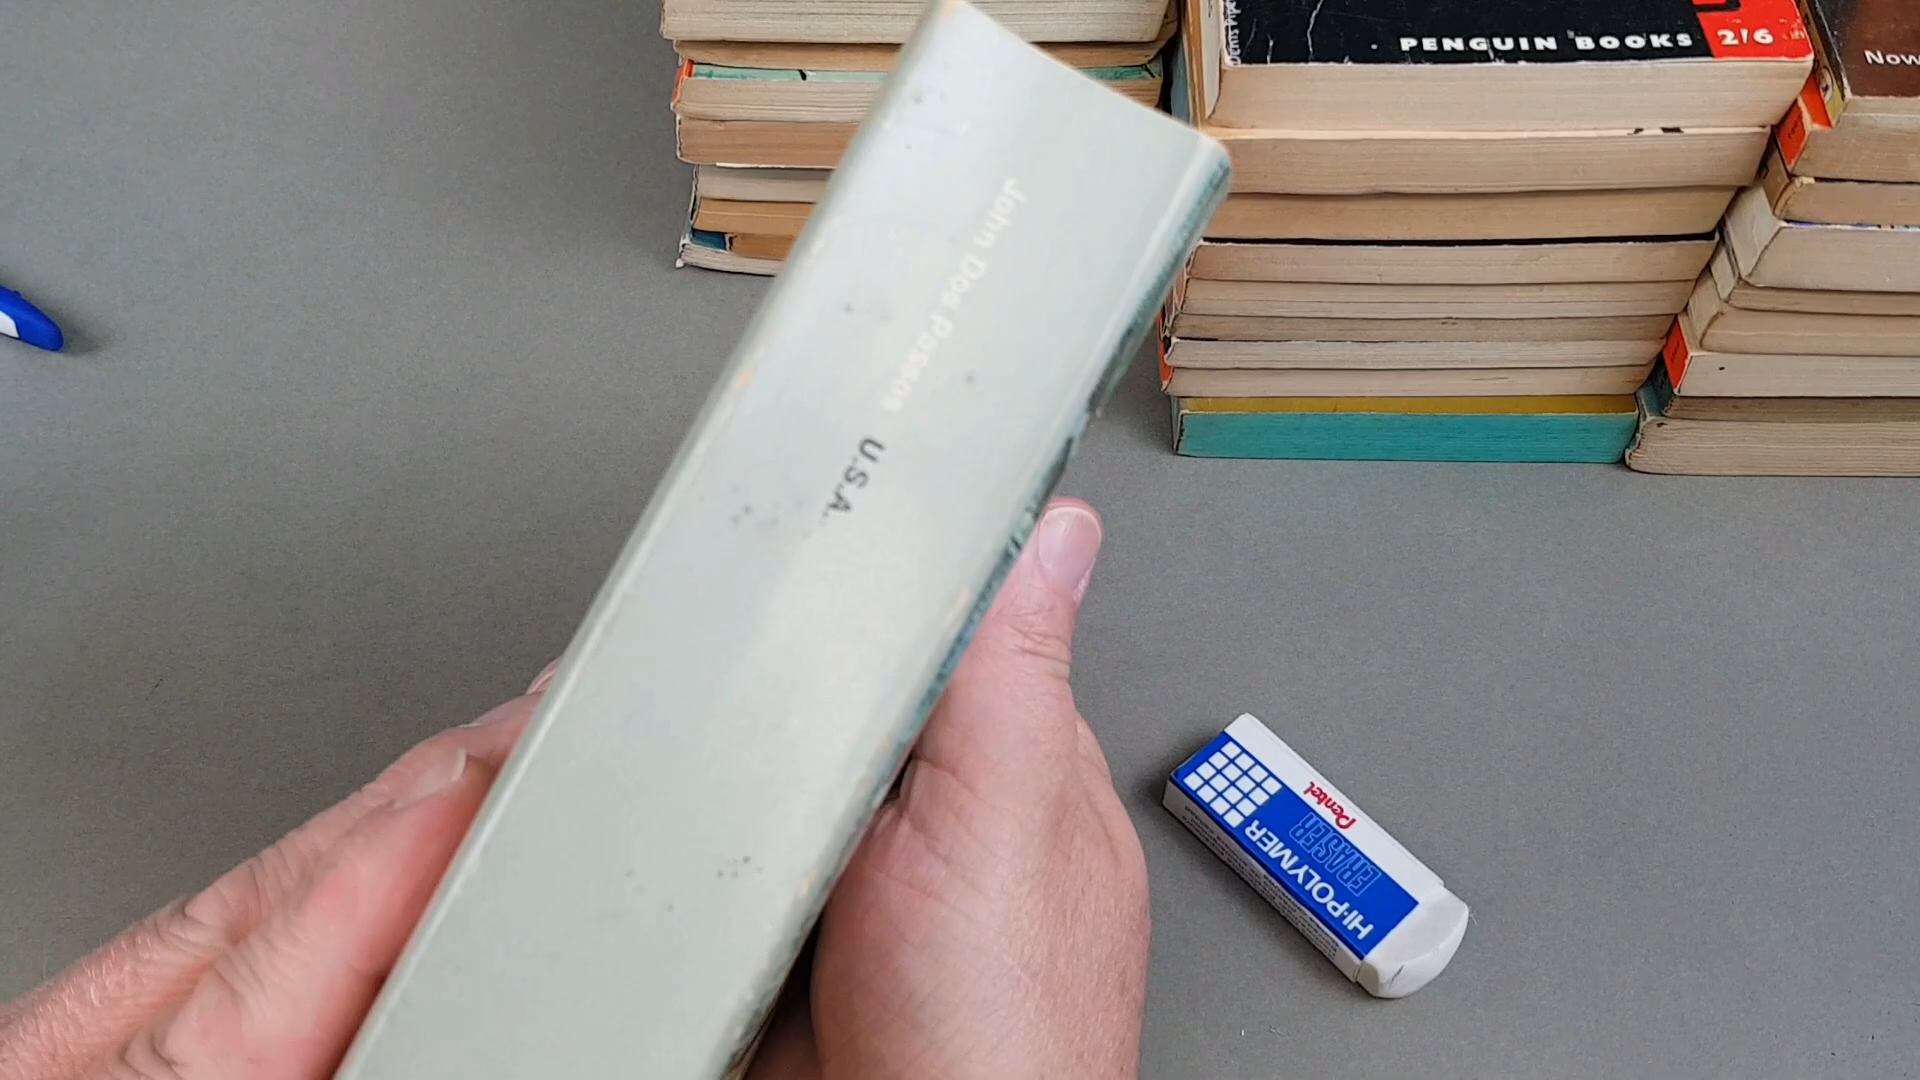 PENGUIN BOOKS 2'6
Now
John Dos Passos U.S.A.
Pentel
HI-POLYMER
ERASER